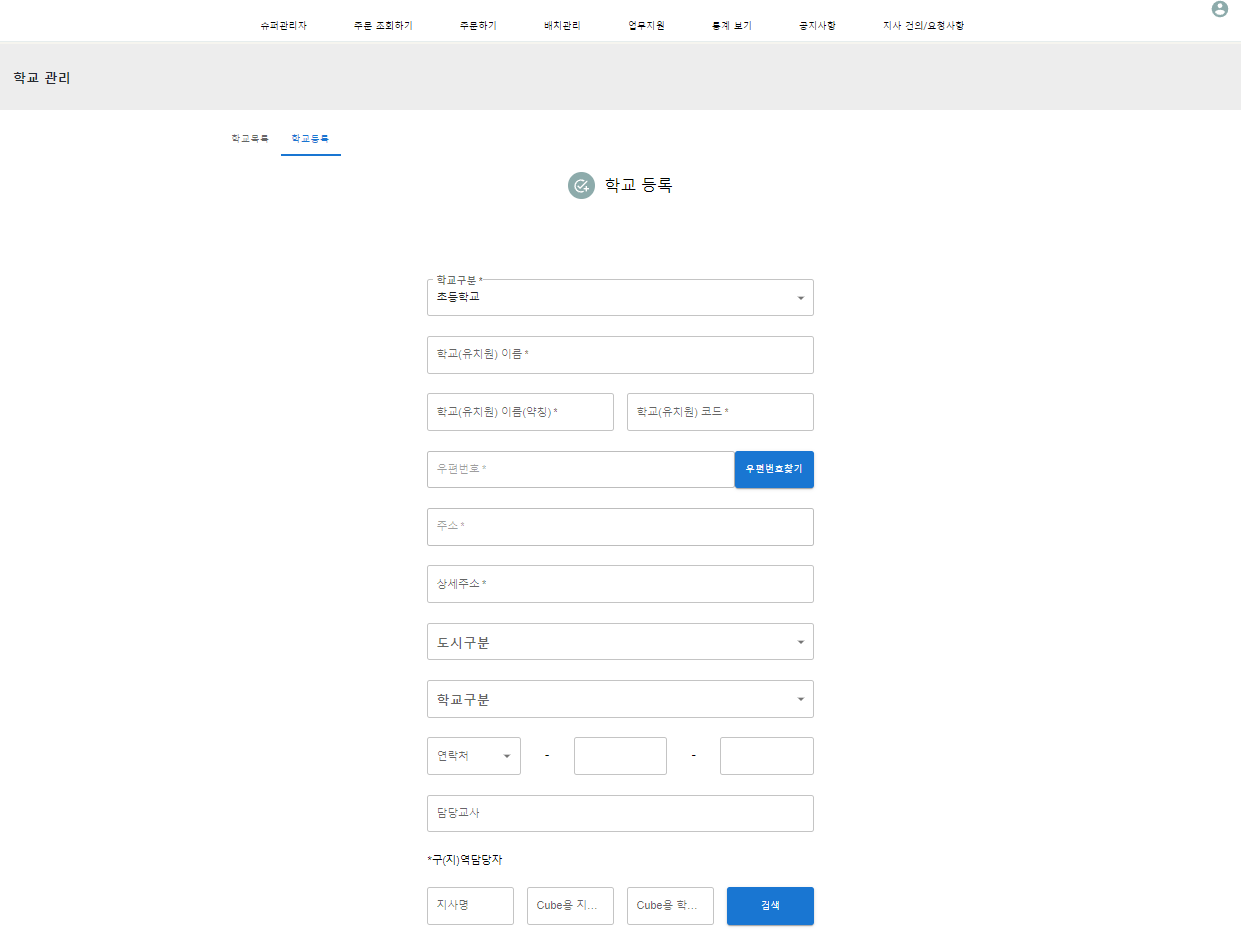 슈퍼관리자 주문 조회하기 주문하기 배치관리 업무지원 통계 보기 공지사항 지사 건의/요청사항
학교 관리
학교목록 학교등록
학교 등록
학교구분 *
초등학교
학교(유치원) 이름 *
학교(유치원) 이름(약칭) * 학교(유치원) 코드 *
우편번호 * 우편번호찾기
주소 *
상세주소 *
도시구분
학교구분
연락처 - -
담당교사
*구(지)역담당자
지사명 Cube용 지... Cube용 학... 검색